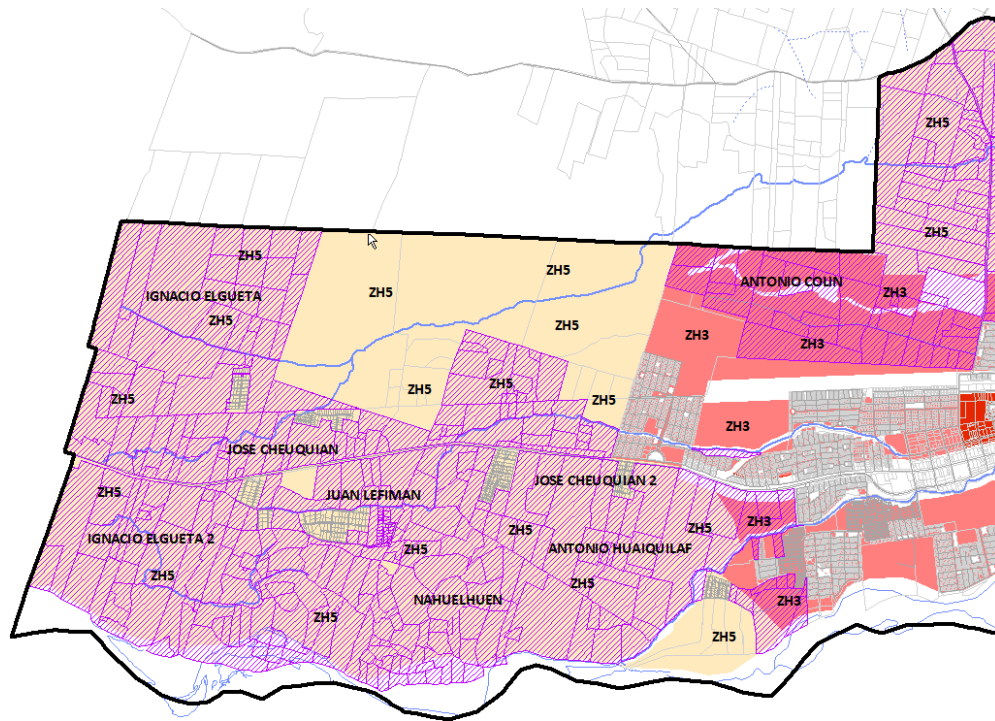 ZH5
ZH5
ZH5
ZH5
ZH5
ANTONIO COLIN
ZH3
IGNACIO ELGUETA
ZH5
ZH5
ZH3
ZH3
ZH5
ZH5
ZH5
ZH5
ZH3
JOSE CHEUQUIAN
JOSE CHEUQUIAN 2
ZH5
JUAN LEFIMAN
ZH5
ZH5
ZH3
IGNACIO ELGUETA 2
ZH5
ANTONIO HUAIQUILAF
ZH5
ZH5
NAHUELHUEN
ZH3
ZH5
ZH5